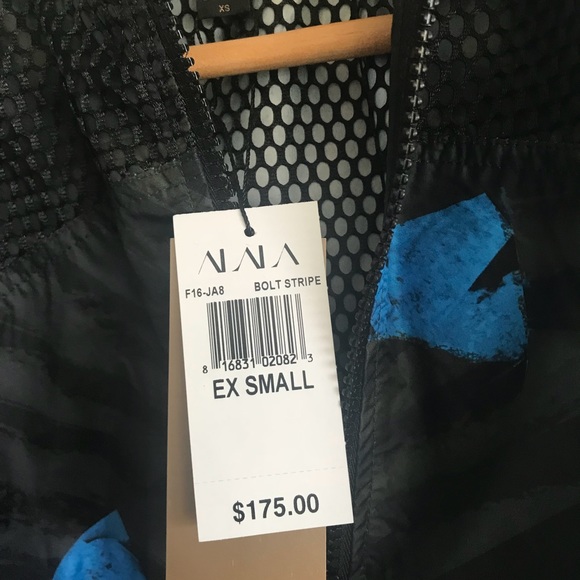 XS
ALALA
F16-JA8 BOLT STRIPE
8 16831 02082 3
EX SMALL
$175.00